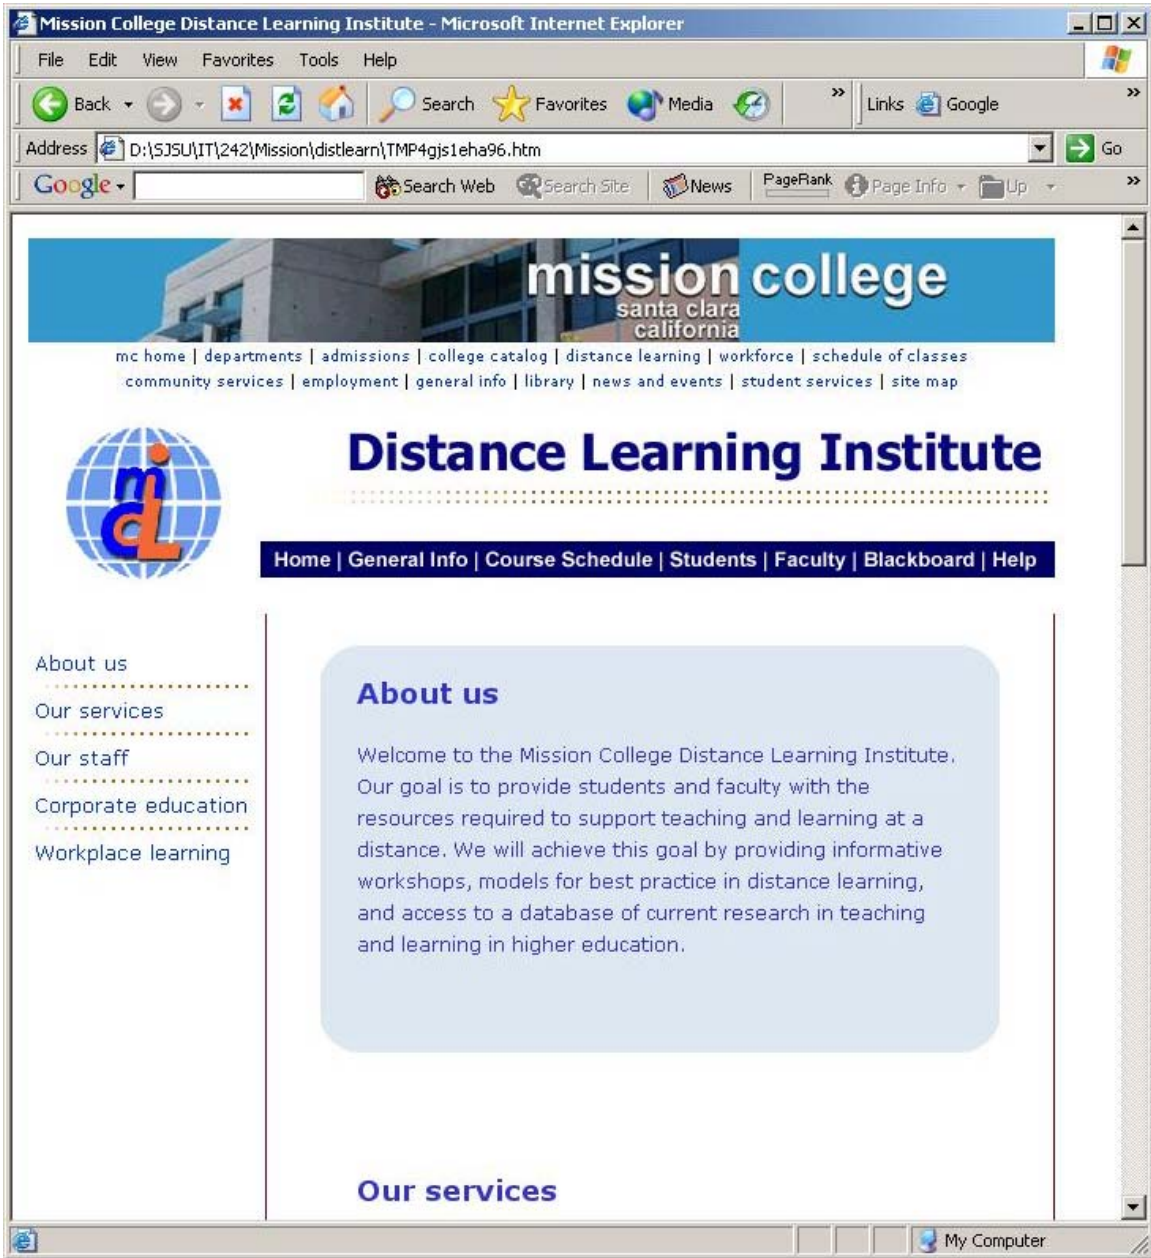 Mission College Distance Learning Institute - Microsoft Internet Explorer
File Edit View Favorites Tools Help
Back Search Favorites Media » Links Google »
Address D:\SJSU\IT\242\Mission\distlearn\TMP4gjs1eha96.htm Go
Google Search Web Search Site News PageRank Page Info Up »
mission college
santa clara
california
mc home | departments | admissions | college catalog | distance learning | workforce | schedule of classes
community services | employment | general info | library | news and events | student services | site map
Distance Learning Institute
mcdLi
Home | General Info | Course Schedule | Students | Faculty | Blackboard | Help
About us
Our services
Our staff
Corporate education
Workplace learning
About us
Welcome to the Mission College Distance Learning Institute.
Our goal is to provide students and faculty with the
resources required to support teaching and learning at a
distance. We will achieve this goal by providing informative
workshops, models for best practice in distance learning,
and access to a database of current research in teaching
and learning in higher education.
Our services
My Computer